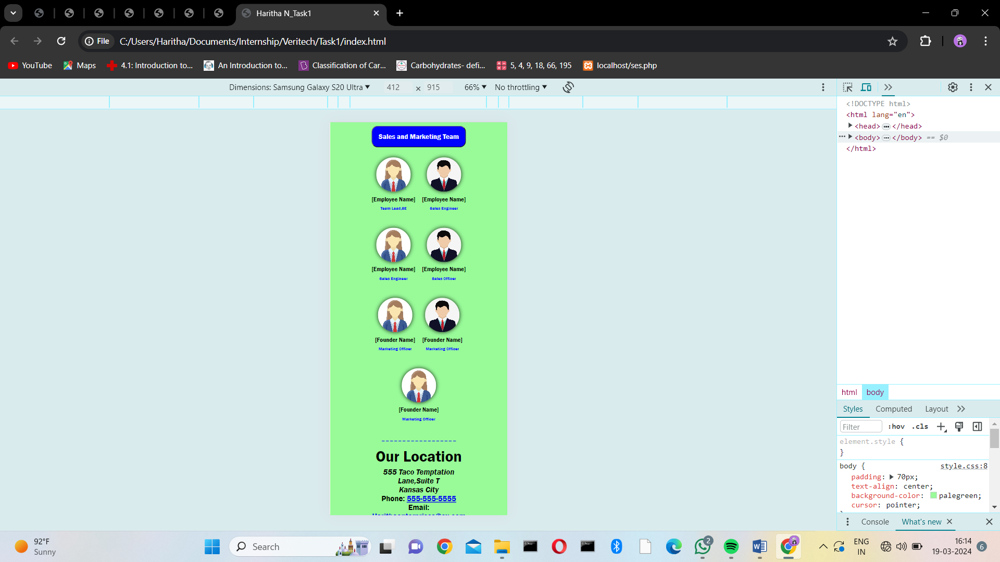 Haritha N_Task1
File
C:/Users/Haritha/Documents/Internship/Veritech/Task1/index.html
YouTube
Maps
4.1: Introduction to...
An Introduction to...
Classification of Car...
Carbohydrates- defi...
5, 4, 9, 18, 66, 195
localhost/ses.php
Dimensions: Samsung Galaxy S20 Ultra
412 x 915
66%
No throttling
Sales and Marketing Team
[Employee Name] [Employee Name]
Team Lead,SE Sales Engineer
[Employee Name] [Employee Name]
Sales Engineer Sales Officer
[Founder Name] [Founder Name]
Marketing Officer Marketing Officer
[Founder Name]
Marketing Officer
------------------
Our Location
555 Taco Temptation
Lane,Suite T
Kansas City
Phone: 555-555-5555
Email:
<!DOCTYPE html>
<html lang="en">
<head> ••• </head>
••• <body> ••• </body> == $0
</html>
html body
Styles Computed Layout
Filter :hov .cls
element.style {
}
body { style.css:8
padding: 70px;
text-align: center;
background-color: palegreen;
cursor: pointer;
Console What's new
92°F
Sunny
Search
2
ENG
IN
16:14
19-03-2024
6